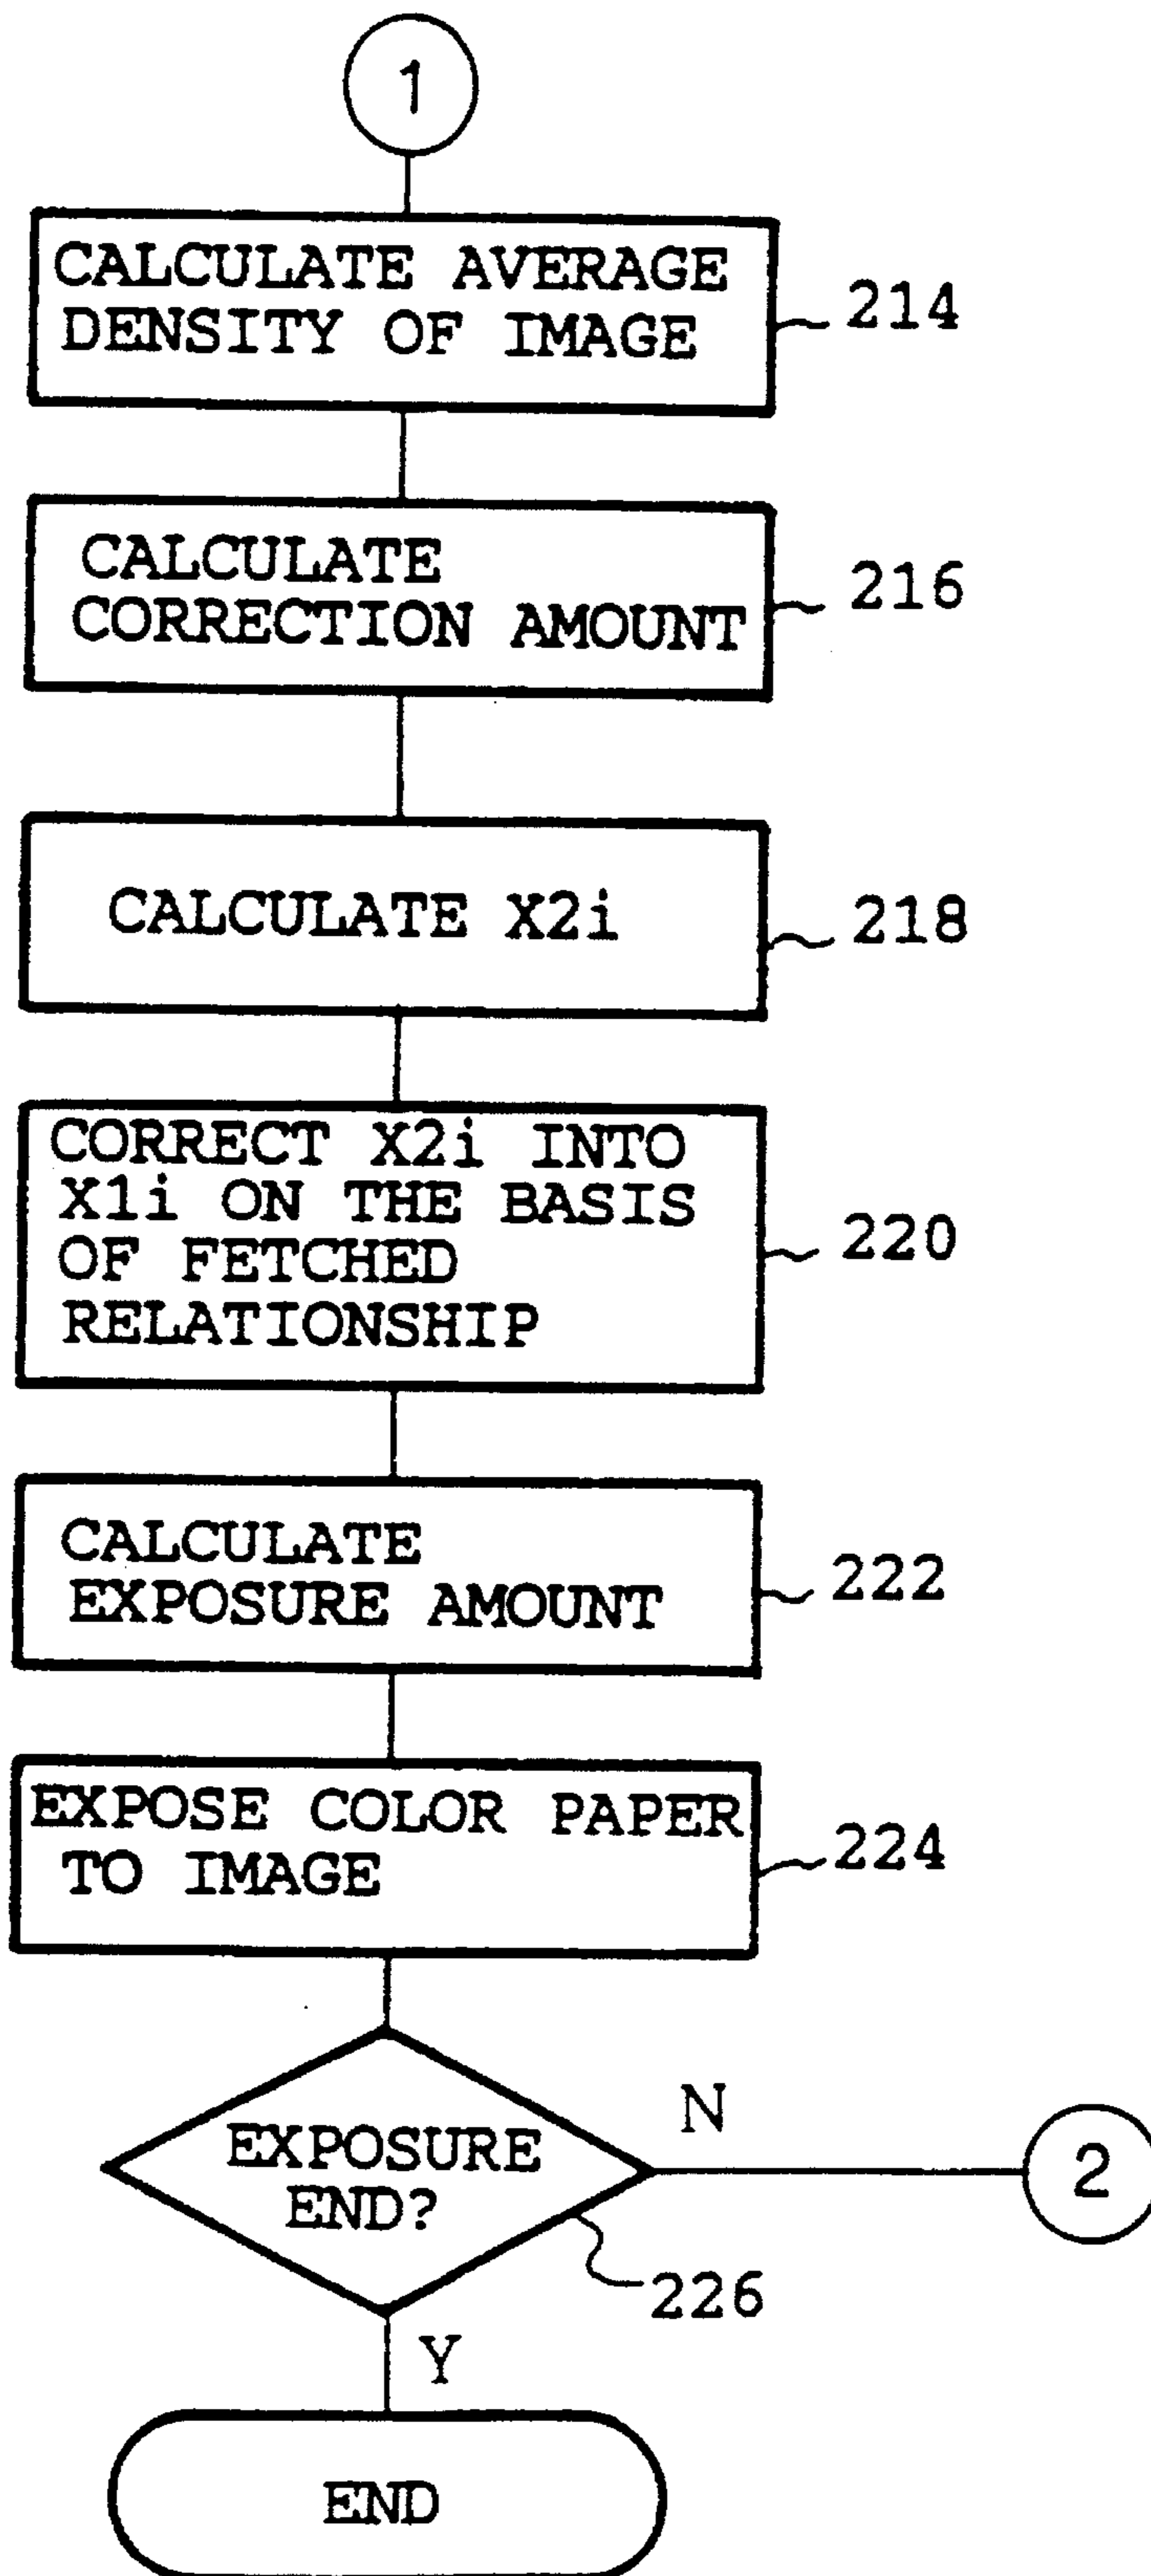 1
CALCULATE AVERAGE
DENSITY OF IMAGE
214
CALCULATE
CORRECTION AMOUNT
216
CALCULATE X2i
218
CORRECT X2i INTO
X1i ON THE BASIS
OF FETCHED
RELATIONSHIP
220
CALCULATE
EXPOSURE AMOUNT
222
EXPOSE COLOR PAPER
TO IMAGE
224
EXPOSURE
END?
N
2
226
Y
END